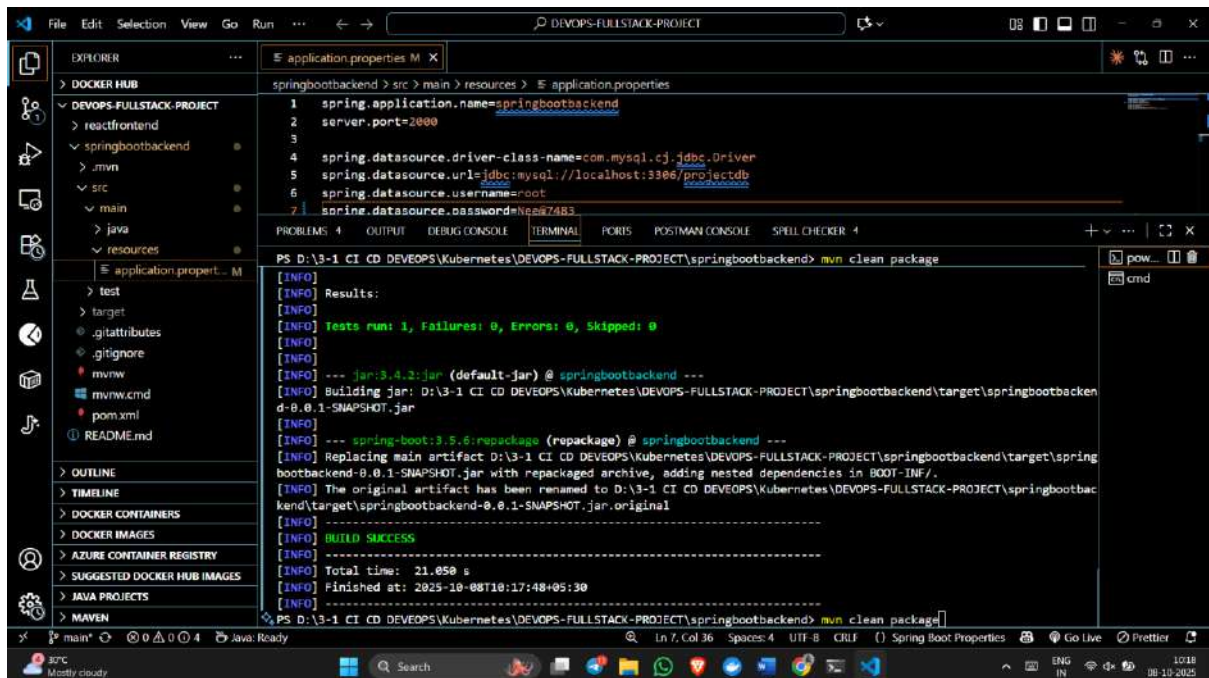 File Edit Selection View Go Run ··· ← → DEVOPS-FULLSTACK-PROJECT
EXPLORER ···
> DOCKER HUB
DEVOPS-FULLSTACK-PROJECT
> reactfrontend
springbootbackend
> .mvn
src
main
> java
resources
application.propert... M
> test
> target
.gitattributes
.gitignore
mvnw
mvnw.cmd
pom.xml
README.md
> OUTLINE
> TIMELINE
> DOCKER CONTAINERS
> DOCKER IMAGES
> AZURE CONTAINER REGISTRY
> SUGGESTED DOCKER HUB IMAGES
> JAVA PROJECTS
> MAVEN
application.properties M ×
springbootbackend > src > main > resources > application.properties
1 spring.application.name=springbootbackend
2 server.port=2000
3
4 spring.datasource.driver-class-name=com.mysql.cj.jdbc.Driver
5 spring.datasource.url=jdbc:mysql://localhost:3306/projectdb
6 spring.datasource.username=root
7 spring.datasource.password=Nee@7483
PROBLEMS 4 OUTPUT DEBUG CONSOLE TERMINAL PORTS POSTMAN CONSOLE SPELL CHECKER 4
PS D:\3-1 CI CD DEVEOPS\Kubernetes\DEVOPS-FULLSTACK-PROJECT\springbootbackend> mvn clean package
[INFO]
[INFO] Results:
[INFO]
[INFO] Tests run: 1, Failures: 0, Errors: 0, Skipped: 0
[INFO]
[INFO]
[INFO] --- jar:3.4.2:jar (default-jar) @ springbootbackend ---
[INFO] Building jar: D:\3-1 CI CD DEVEOPS\Kubernetes\DEVOPS-FULLSTACK-PROJECT\springbootbackend\target\springbootbacken
d-0.0.1-SNAPSHOT.jar
[INFO]
[INFO] --- spring-boot:3.5.6:repackage (repackage) @ springbootbackend ---
[INFO] Replacing main artifact D:\3-1 CI CD DEVEOPS\Kubernetes\DEVOPS-FULLSTACK-PROJECT\springbootbackend\target\spring
bootbackend-0.0.1-SNAPSHOT.jar with repackaged archive, adding nested dependencies in BOOT-INF/.
[INFO] The original artifact has been renamed to D:\3-1 CI CD DEVEOPS\Kubernetes\DEVOPS-FULLSTACK-PROJECT\springbootbac
kend\target\springbootbackend-0.0.1-SNAPSHOT.jar.original
[INFO] ------------------------------------------------------------------------
[INFO] BUILD SUCCESS
[INFO] ------------------------------------------------------------------------
[INFO] Total time: 21.050 s
[INFO] Finished at: 2025-10-08T10:17:48+05:30
[INFO] ------------------------------------------------------------------------
PS D:\3-1 CI CD DEVEOPS\Kubernetes\DEVOPS-FULLSTACK-PROJECT\springbootbackend> mvn clean package
pow...
cmd
main* 0 0 4 Java: Ready Ln 7, Col 36 Spaces: 4 UTF-8 CRLF {} Spring Boot Properties Go Live Prettier
30°C
Mostly cloudy
Search
ENG
IN
10:18
08-10-2025